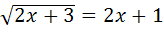 √(2x + 3) = 2x + 1